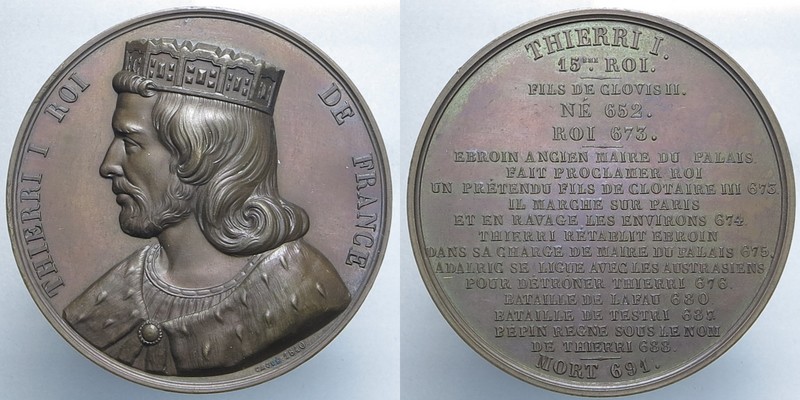 THIERRI I ROI DE FRANCE
THIERRI I.
15ME. ROI.
FILS DE CLOVIS II.
NÉ 652.
ROI 673.
EBROIN ANCIEN MAIRE DU PALAIS
FAIT PROCLAMER ROI
UN PRÉTENDU FILS DE CLOTAIRE III 673
IL MARCHE SUR PARIS
ET EN RAVAGE LES ENVIRONS 674.
THIERRI RETABLIT EBROIN
DANS SA CHARGE DE MAIRE DU PALAIS 675,
ADALRIC SE LIGUE AVEC LES AUSTRASIENS
POUR DETRONER THIERRI 676.
BATAILLE DE LAFAU 680
BATAILLE DE TESTRI 687.
PEPIN REGNE SOUS LE NOM
DE THIERRI 688.
MORT 691.